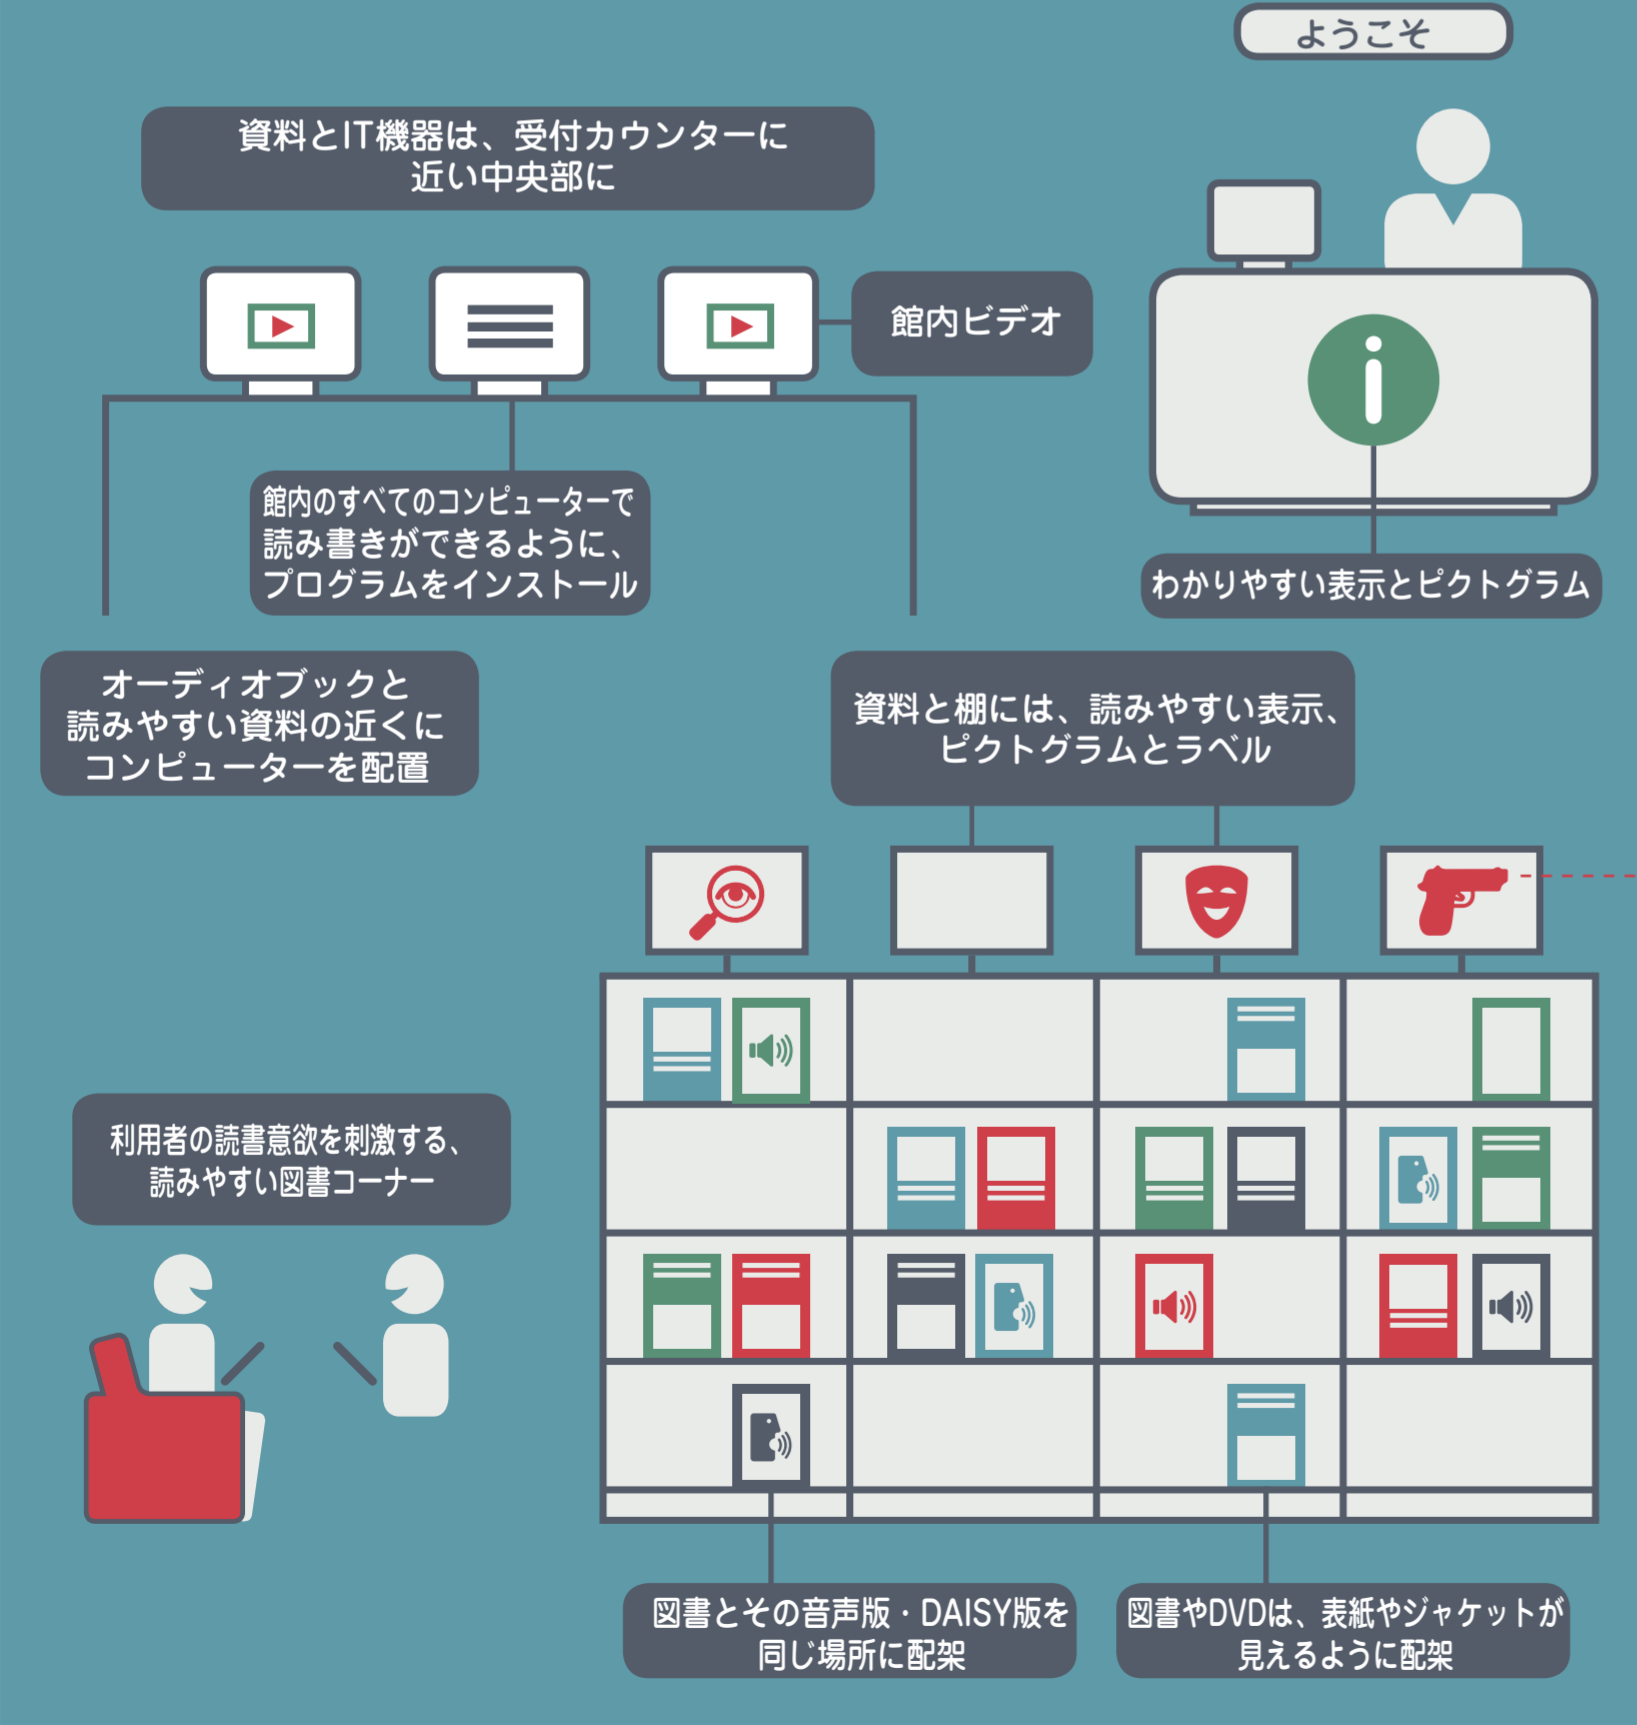 ようこそ
資料とIT機器は、受付カウンターに
近い中央部に
館内ビデオ
館内のすべてのコンピューターで
読み書きができるように、
プログラムをインストール
わかりやすい表示とピクトグラム
オーディオブックと
読みやすい資料の近くに
コンピューターを配置
資料と棚には、読みやすい表示、
ピクトグラムとラベル
利用者の読書意欲を刺激する、
読みやすい図書コーナー
図書とその音声版・DAISY版を
同じ場所に配架
図書やDVDは、表紙やジャケットが
見えるように配架